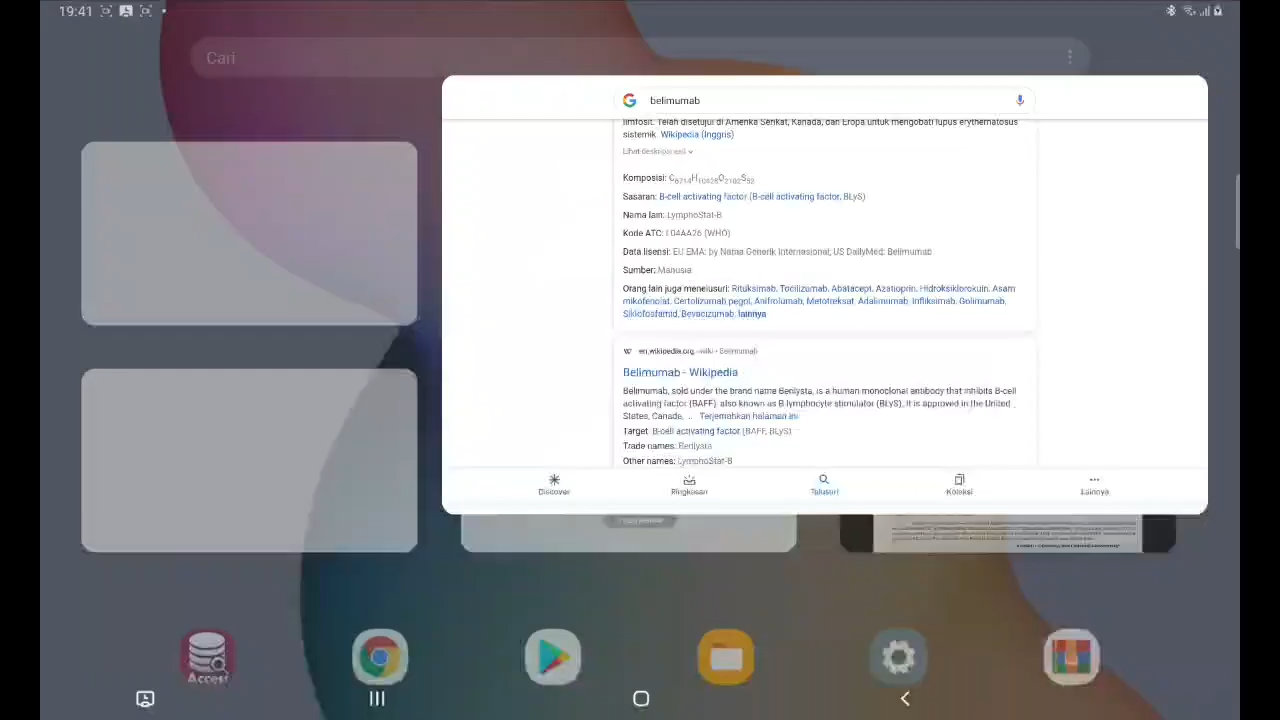 19:41
Cari
belimumab
limfosit. Telah disetujui di Amerika Serikat, Kanada, dan Eropa untuk mengobati lupus erythematosus
sistemik. Wikipedia (Inggris)
Lihat deskripsi asli
Komposisi: C6714H10428O2102S52
Sasaran: B-cell activating factor (B-cell activating factor, BLyS)
Nama lain: LymphoStat-B
Kode ATC: L04AA26 (WHO)
Data lisensi: EU EMA: by Nama Generik Internasional; US DailyMed: Belimumab
Sumber: Manusia
Orang lain juga menelusuri: Rituksimab, Tocilizumab, Abatacept, Azatioprin, Hidroksiklorokuin, Asam
mikofenolat, Certolizumab pegol, Anifrolumab, Metotreksat, Adalimumab, Infliksimab, Golimumab,
Siklofosfamid, Bevacizumab, lainnya
W en.wikipedia.org › wiki › Belimumab
Belimumab - Wikipedia
Belimumab, sold under the brand name Benlysta, is a human monoclonal antibody that inhibits B-cell
activating factor (BAFF), also known as B-lymphocyte stimulator (BLyS). It is approved in the United
States, Canada, ... Terjemahkan halaman ini
Target: B-cell activating factor (BAFF, BLyS)
Trade names: Benlysta
Other names: LymphoStat-B
Discover
Ringkasan
Telusuri
Koleksi
Lainnya
Access